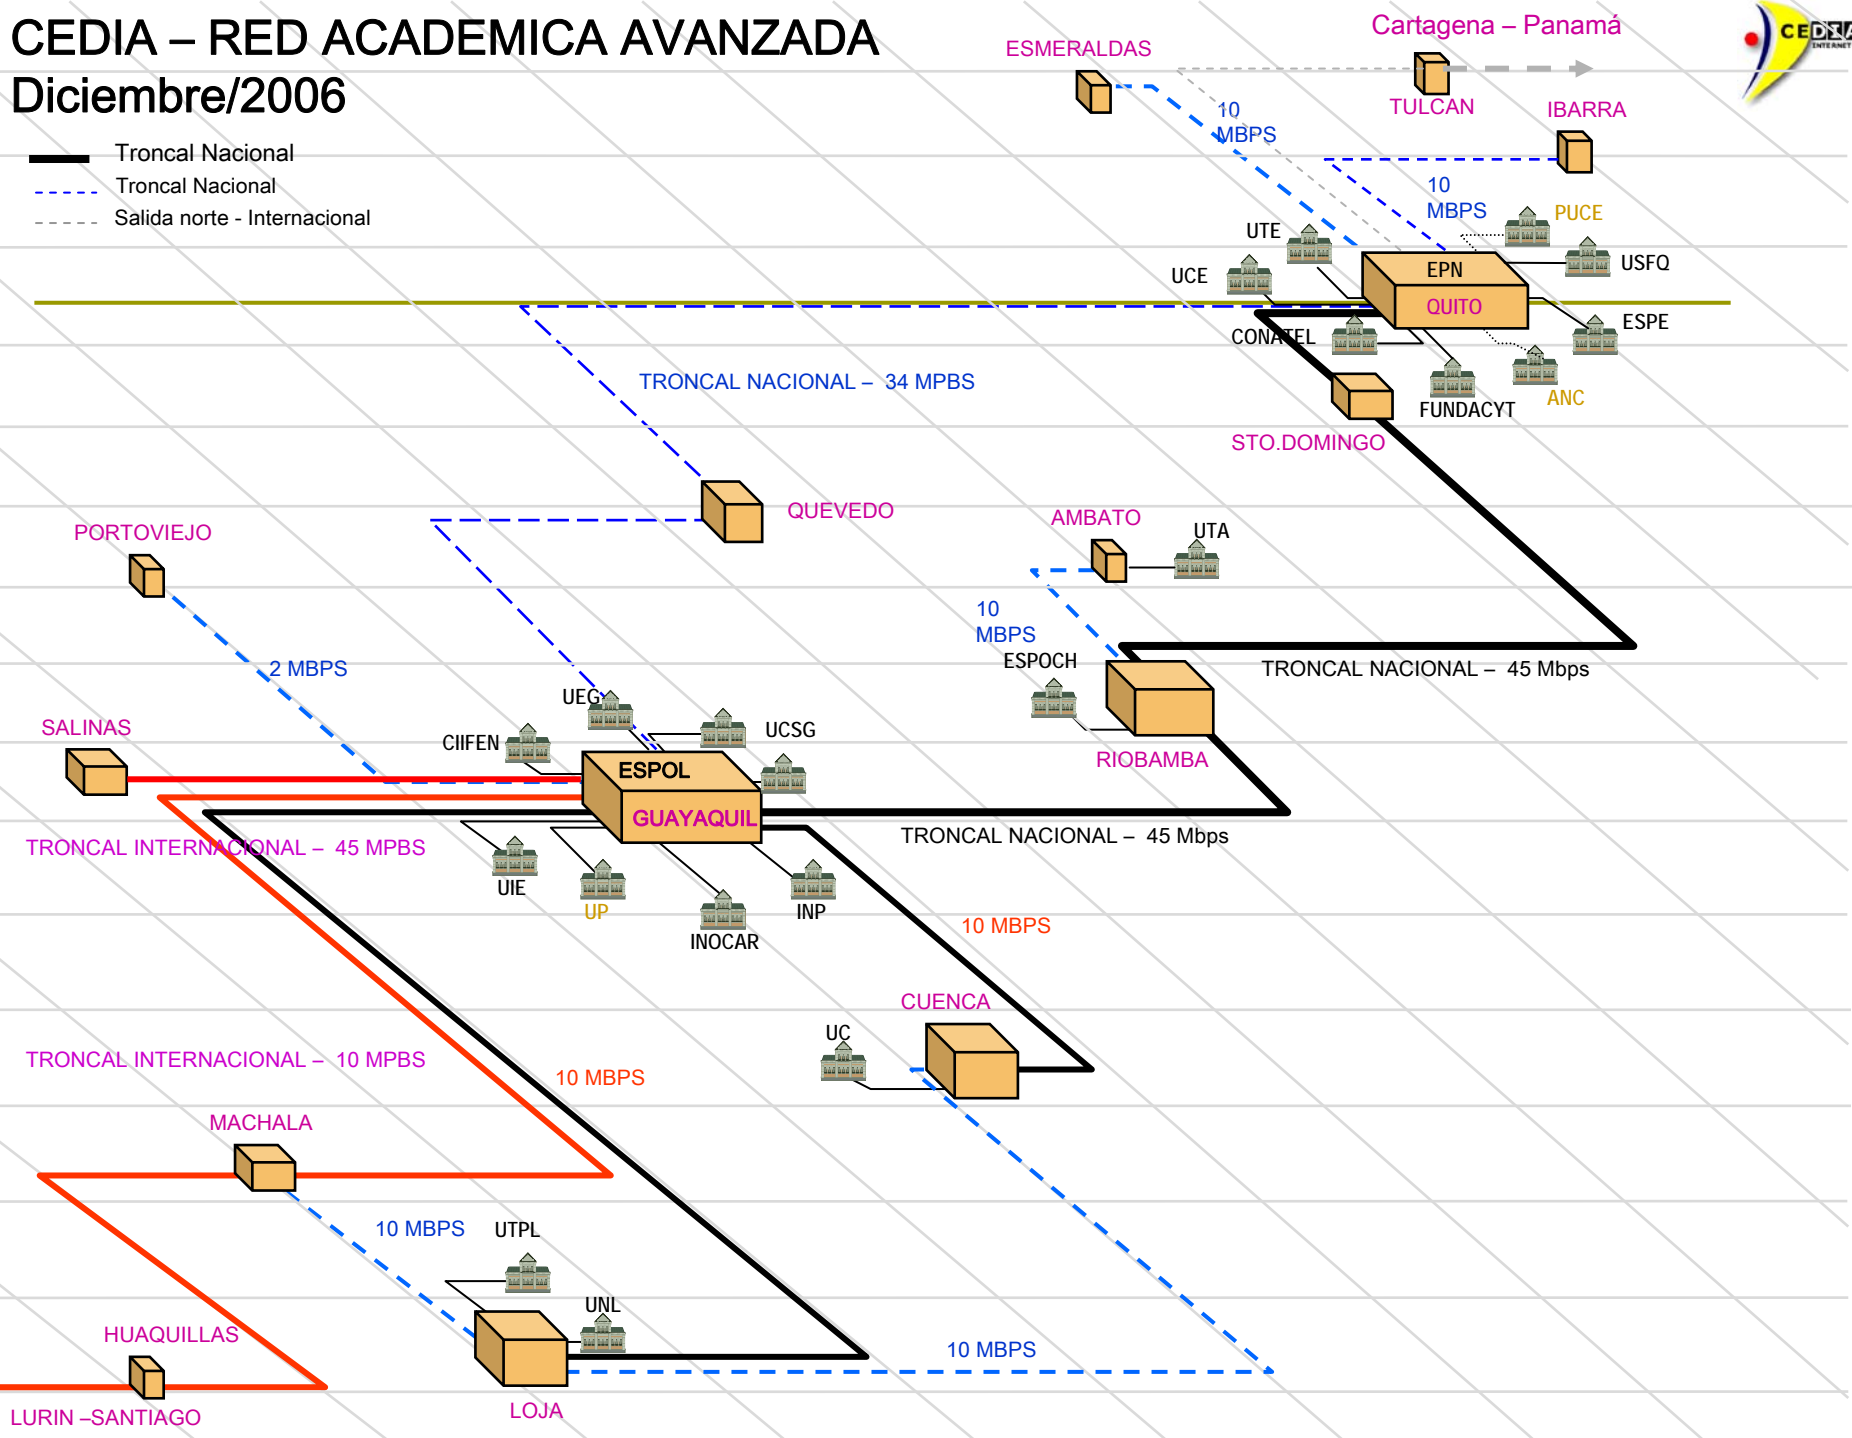 CEDIA – RED ACADEMICA AVANZADA
Diciembre/2006
Troncal Nacional
Troncal Nacional
Salida norte - Internacional
Cartagena – Panamá
CEDIA
INTERNET
ESMERALDAS
TULCAN
IBARRA
10
MBPS
10
MBPS
PUCE
UTE
USFQ
UCE
EPN
QUITO
ESPE
CONATEL
ANC
FUNDACYT
STO.DOMINGO
TRONCAL NACIONAL – 34 MPBS
QUEVEDO
AMBATO
UTA
PORTOVIEJO
10
MBPS
2 MBPS
ESPOCH
TRONCAL NACIONAL – 45 Mbps
RIOBAMBA
UEG
UCSG
SALINAS
CIIFEN
ESPOL
GUAYAQUIL
TRONCAL NACIONAL – 45 Mbps
TRONCAL INTERNACIONAL – 45 MPBS
UIE
UP
INP
INOCAR
10 MBPS
CUENCA
UC
TRONCAL INTERNACIONAL – 10 MPBS
10 MBPS
MACHALA
10 MBPS
UTPL
UNL
HUAQUILLAS
10 MBPS
LOJA
LURIN –SANTIAGO